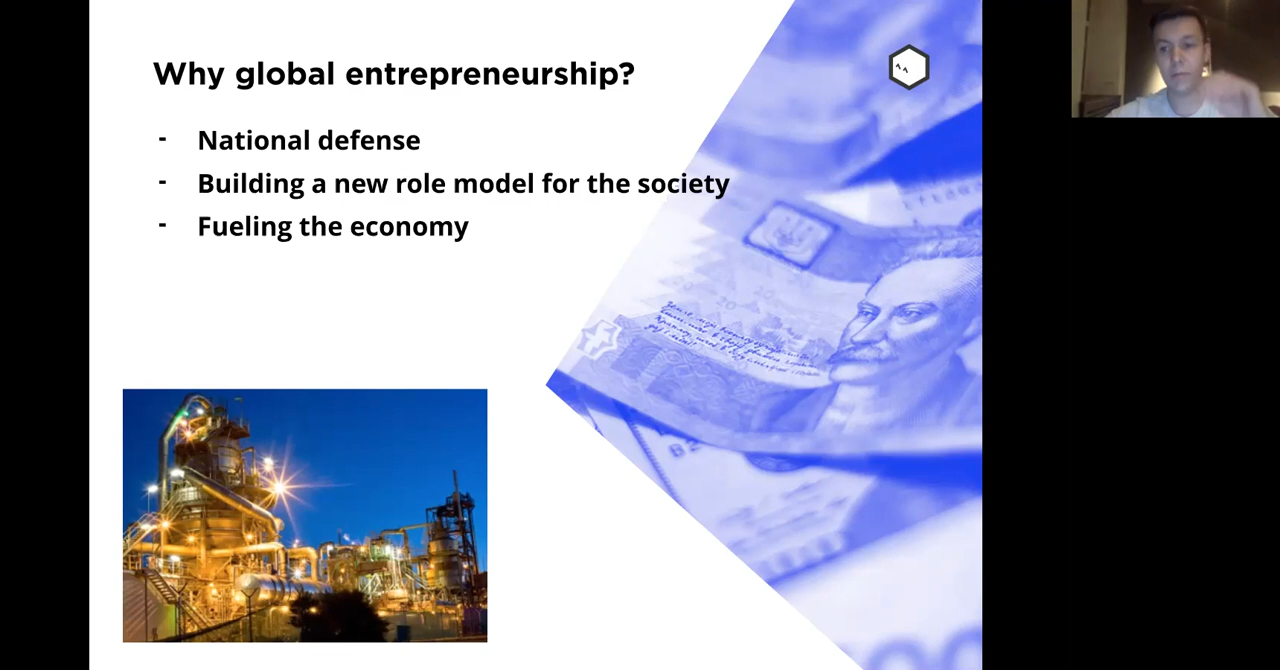 Why global entrepreneurship?
- National defense
- Building a new role model for the society
- Fueling the economy